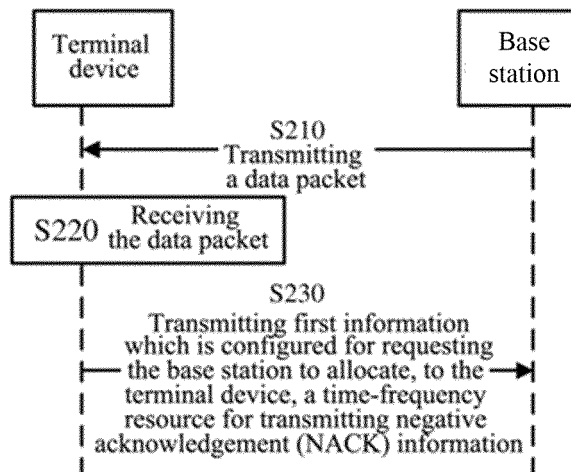 Terminal
device
Base
station
S210
Transmitting
a data packet
S220 Receiving
the data packet
S230
Transmitting first information
which is configured for requesting
the base station to allocate, to the
terminal device, a time-frequency
resource for transmitting negative
acknowledgement (NACK) information